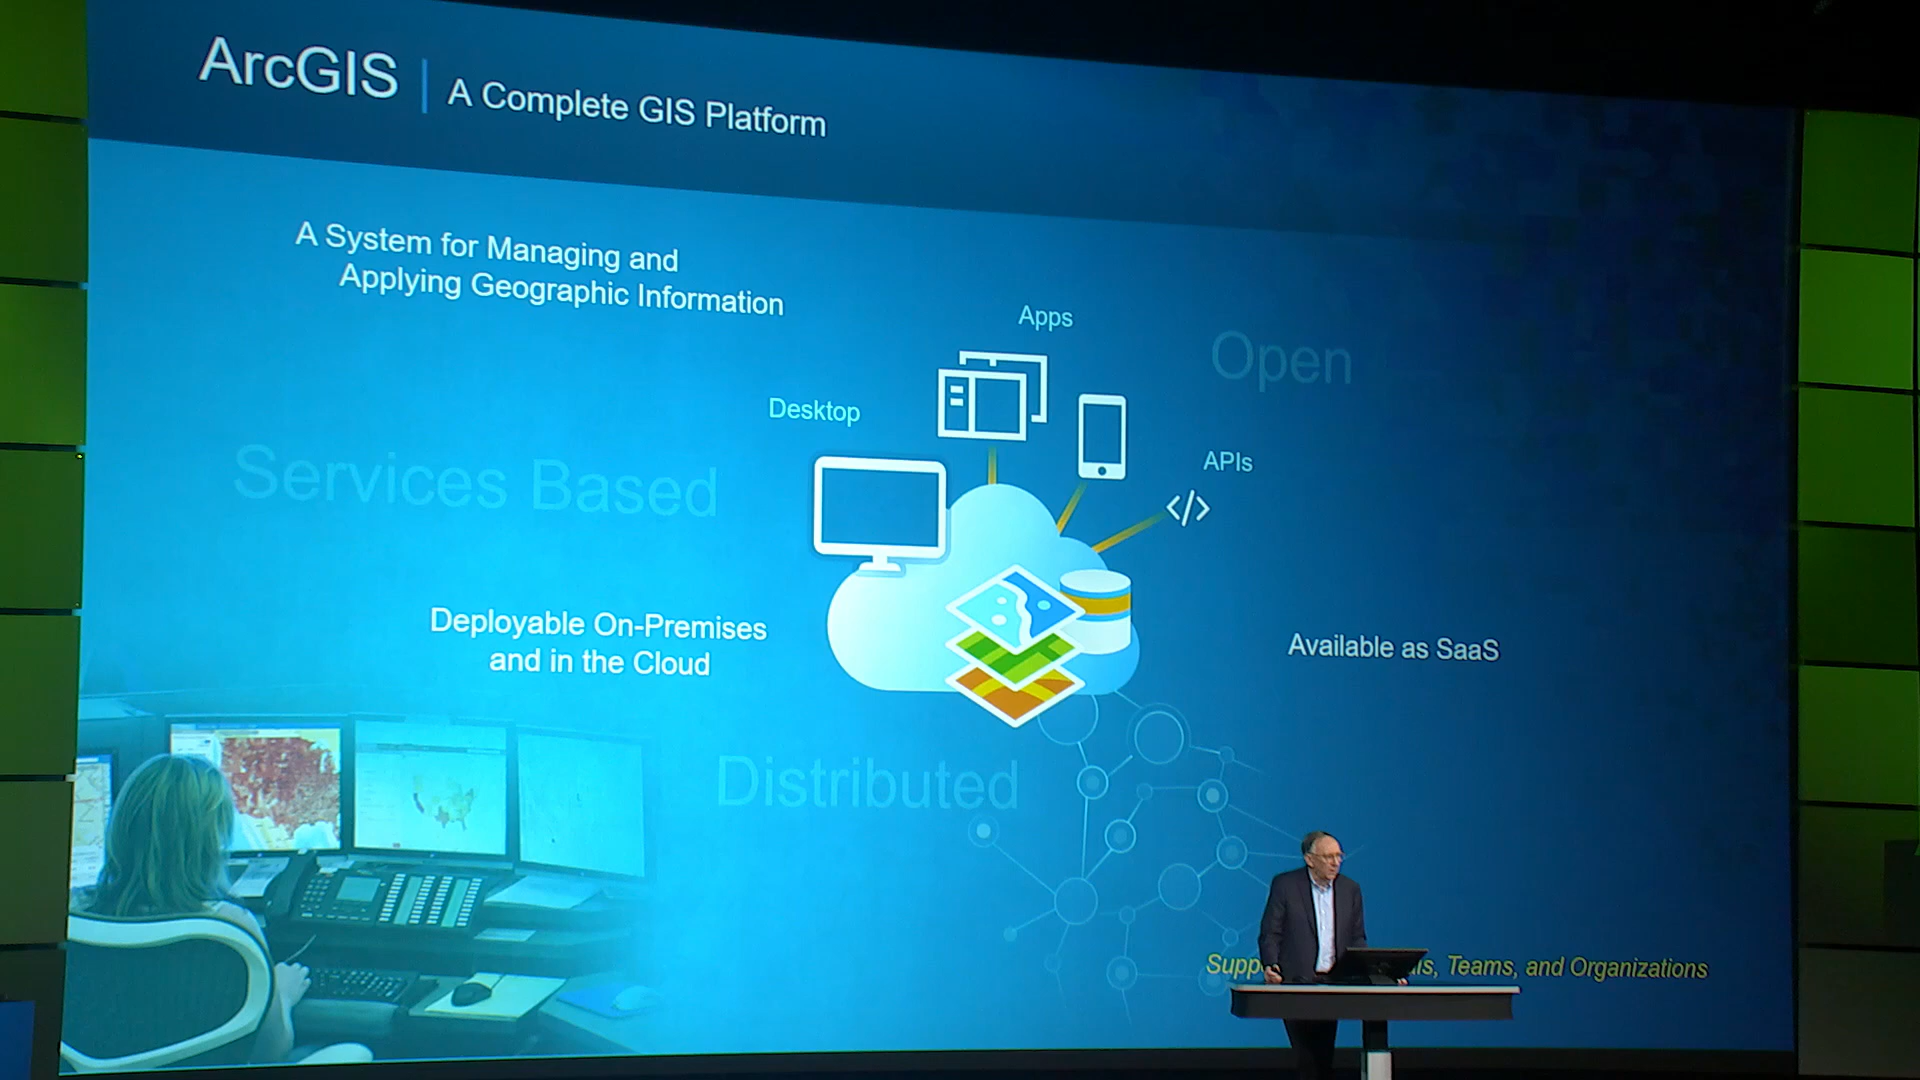 ArcGIS
A Complete GIS Platform
A System for Managing and
Applying Geographic Information
Apps
Open
Desktop
APIs
Services Based
</>
Deployable On-Premises
and in the Cloud
Available as SaaS
Distributed
Teams, and Organizations